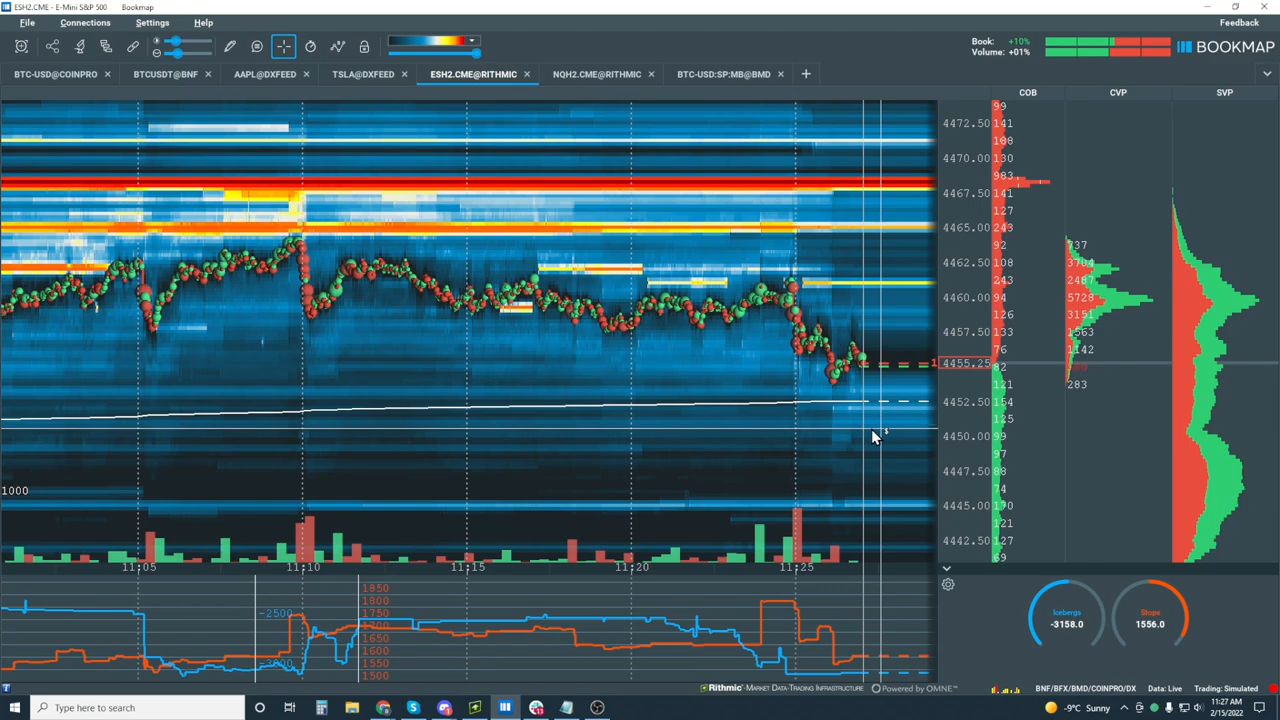 ESH2.CME - E-Mini S&P 500 Bookmap
File Connections Settings Help Feedback
Book: +10%
Volume: +01%
BOOKMAP
BTC-USD@COINPRO BTCUSDT@BNF AAPL@DXFEED TSLA@DXFEED ESH2.CME@RITHMIC NQH2.CME@RITHMIC BTC-USD:SP:MB@BMD
COB CVP SVP
99
4472.50 141
108
4470.00 130
983
4467.50 141
127
4465.00 243
92 737
4462.50 108 3704
243 2487
4460.00 94 5728
126 3151
4457.50 133 1563
76 1142
1 4455.25
82
121 283
4452.50 154
125
4450.00 99
97
4447.50 88
1000
74
4445.00
121
4442.50 127
69
11:05 11:10 11:15 11:20 11:25
1850
1800
1750
-2500
1700
1650
1600
-3000
1550
1500
Icebergs
-3158.0
Stops
1556.0
Rithmic - Market Data-Trading Infrastructure Powered by OMNE™
BNF/BFX/BMD/COINPRO/DX Data: Live Trading: Simulated
Type here to search
-9°C Sunny
11:27 AM
2/15/2022